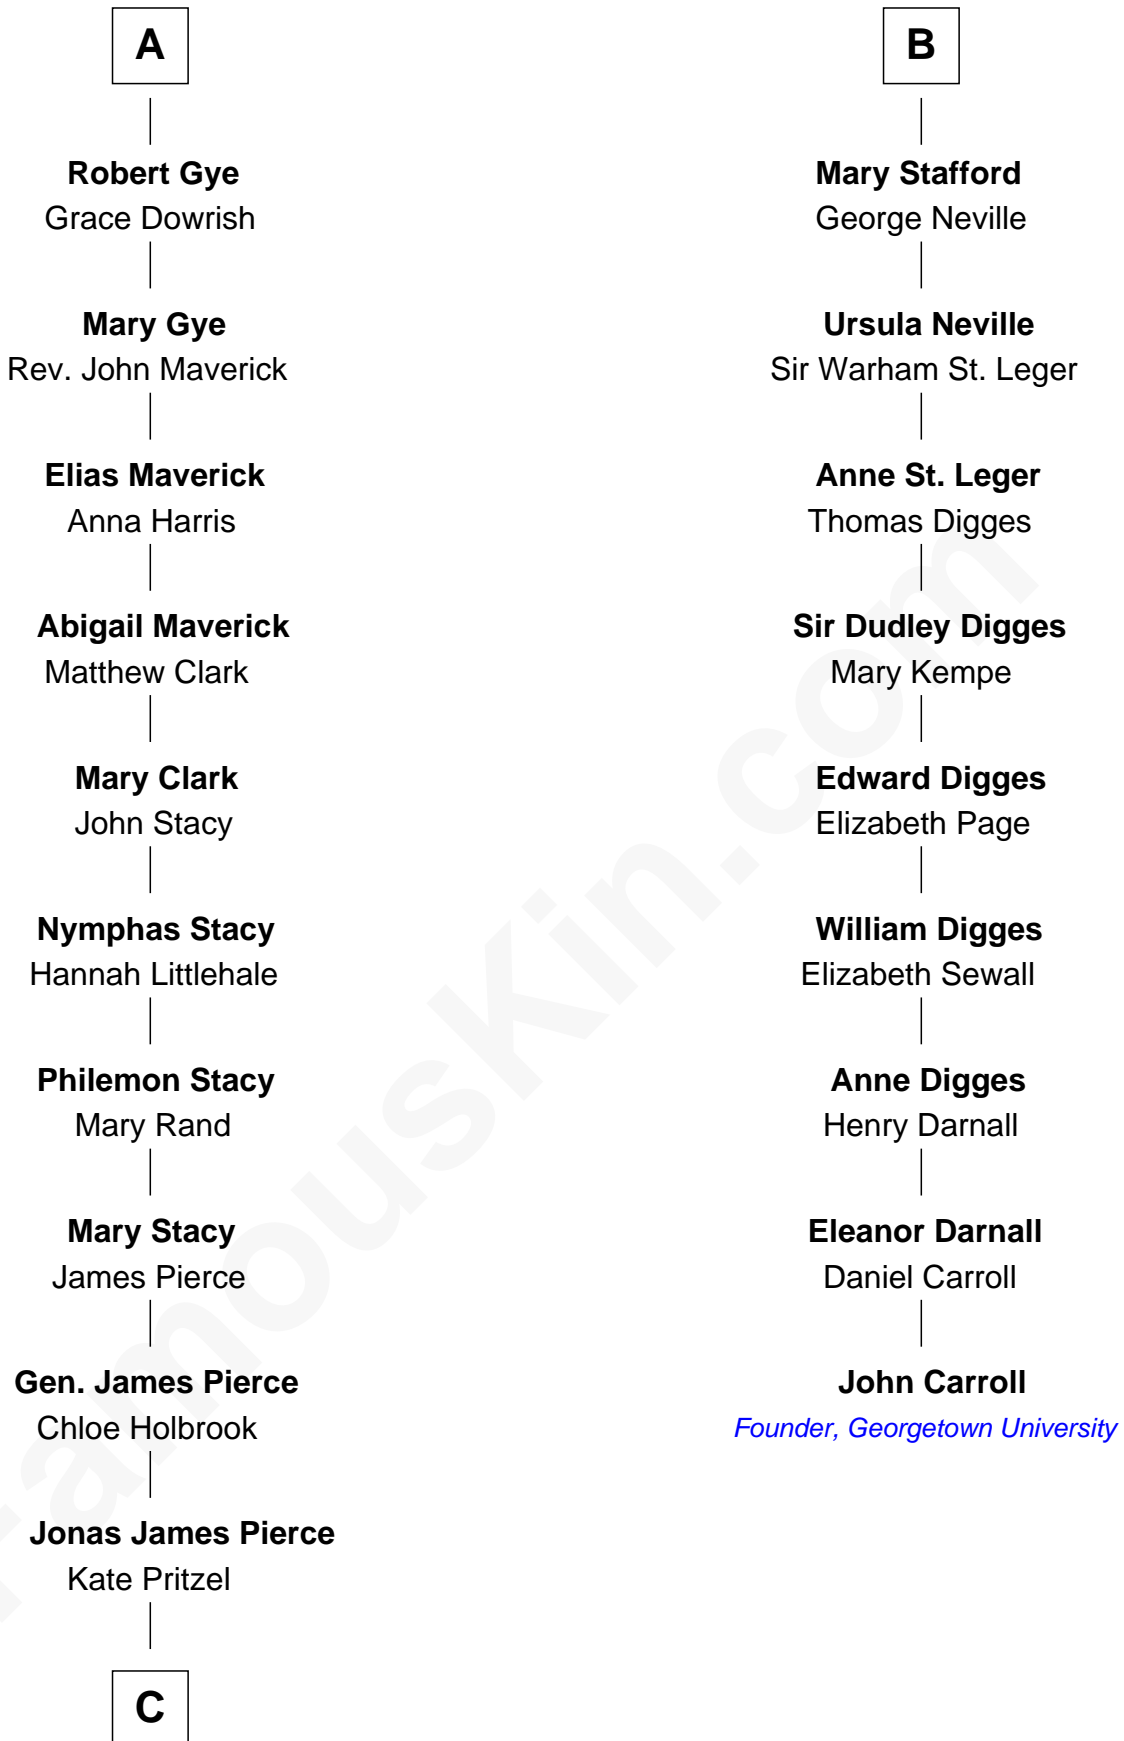 A
Robert Gye
Grace Dowrish
Mary Gye
Rev. John Maverick
Elias Maverick
Anna Harris
Abigail Maverick
Matthew Clark
Mary Clark
John Stacy
Nymphas Stacy
Hannah Littlehale
Philemon Stacy
Mary Rand
Mary Stacy
James Pierce
Gen. James Pierce
Chloe Holbrook
Jonas James Pierce
Kate Pritzel
C
B
Mary Stafford
George Neville
Ursula Neville
Sir Warham St. Leger
Anne St. Leger
Thomas Digges
Sir Dudley Digges
Mary Kempe
Edward Digges
Elizabeth Page
William Digges
Elizabeth Sewall
Anne Digges
Henry Darnall
Eleanor Darnall
Daniel Carroll
John Carroll
Founder, Georgetown University
FamousKin.com